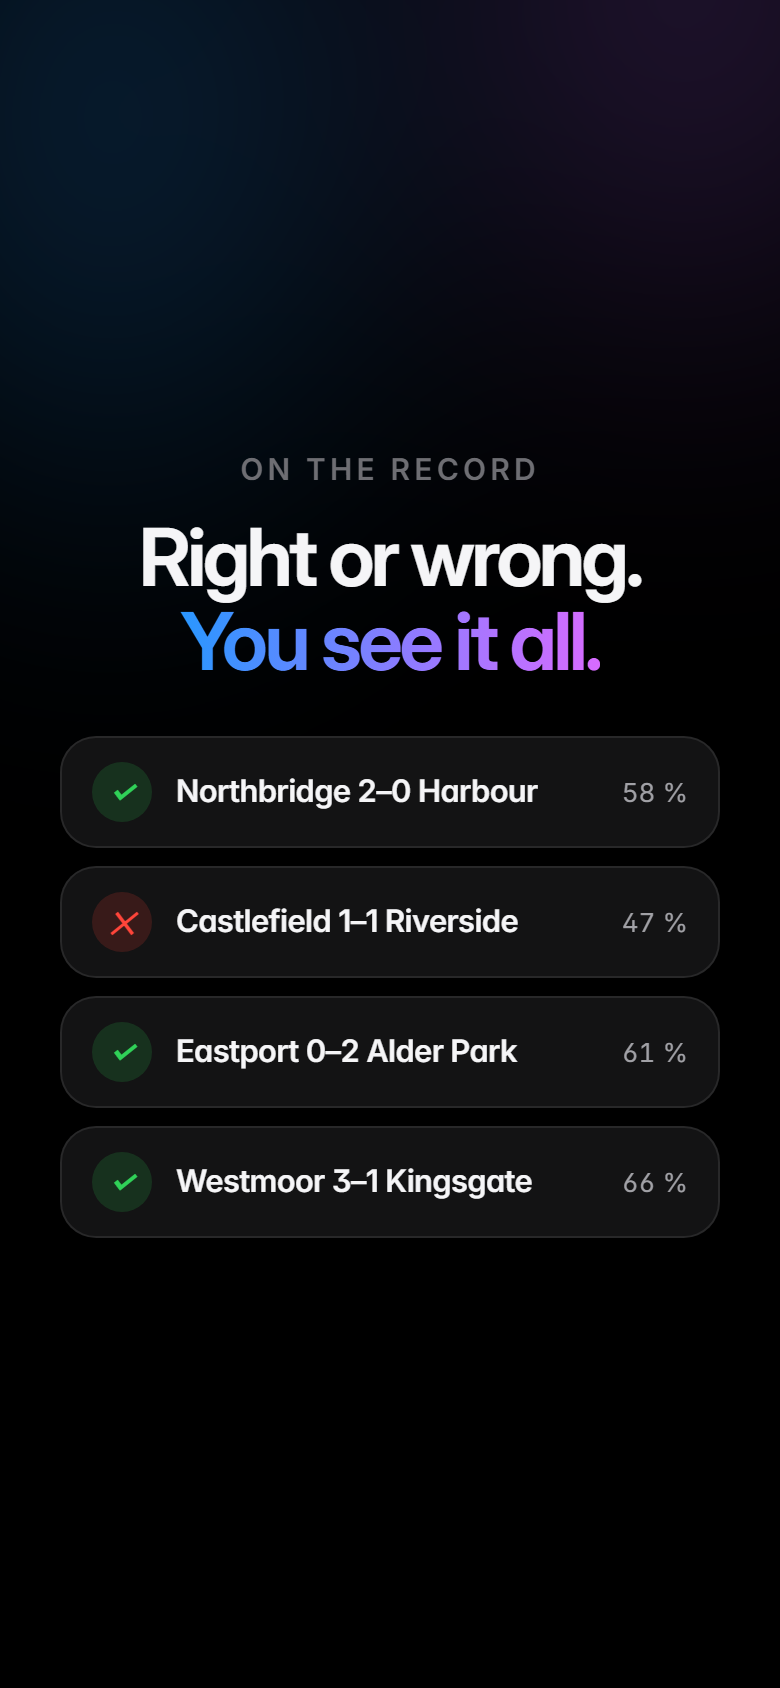 ON THE RECORD
Right or wrong.
You see it all.
Northbridge 2–0 Harbour 58 %
Castlefield 1–1 Riverside 47 %
Eastport 0–2 Alder Park 61 %
Westmoor 3–1 Kingsgate 66 %